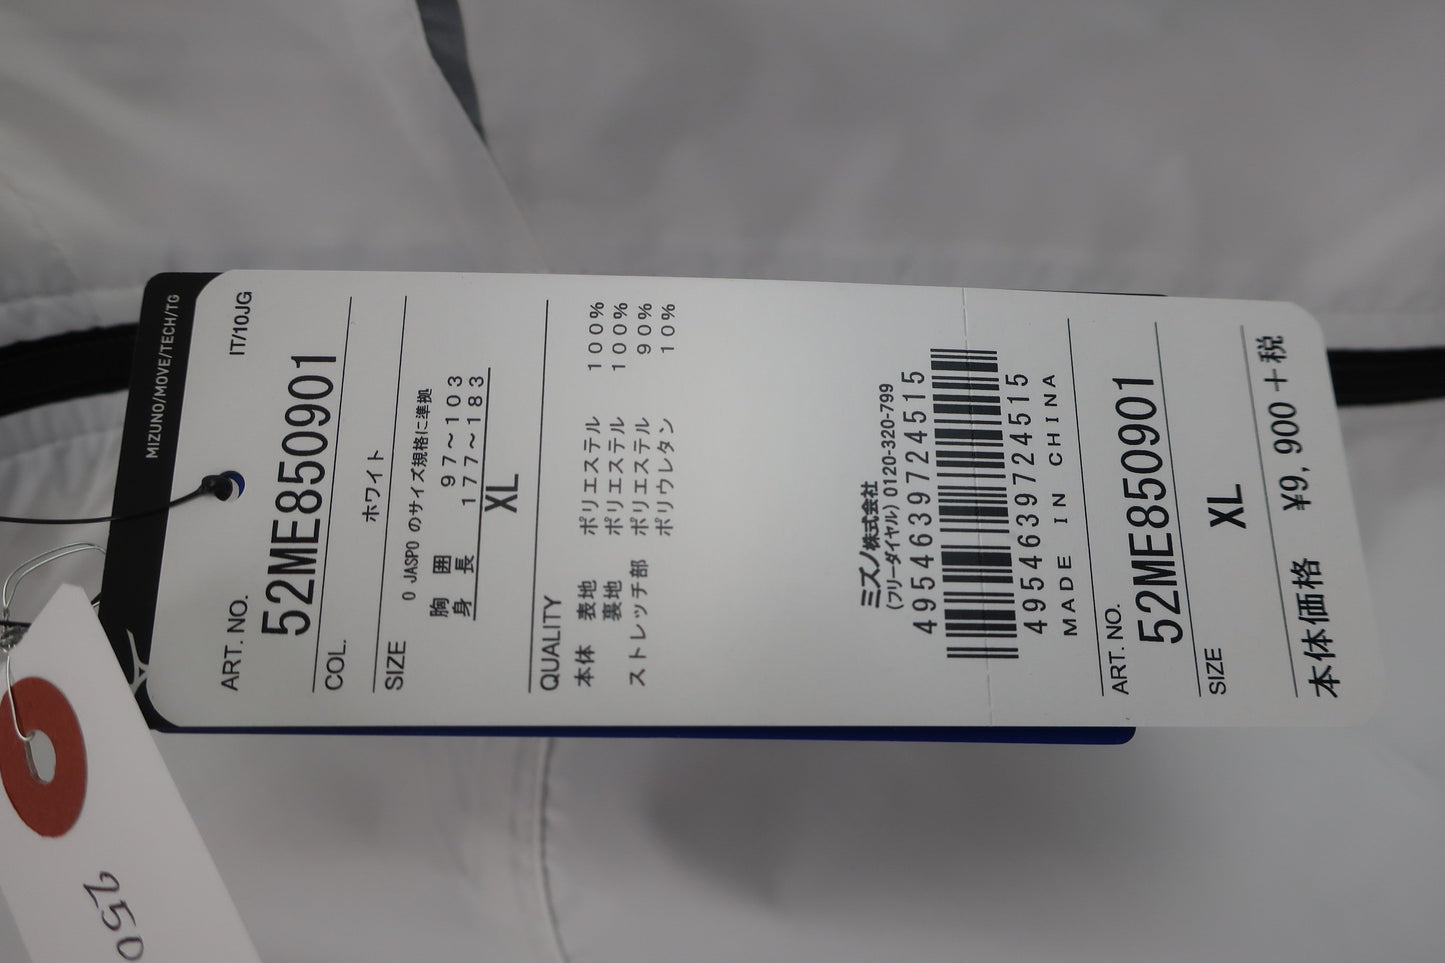 MIZUNO/MOVE/TECH/TG
IT/10JG
ART. NO.
52ME850901
COL.
ホワイト
SIZE
O JASPO のサイズ規格に準拠
胸囲 97～103
身長 177～183
XL
QUALITY
本体 表地 ポリエステル 100%
裏地 ポリエステル 100%
ストレッチ部 ポリエステル 90%
ポリウレタン 10%
ミズノ株式会社
(フリーダイヤル) 0120-320-799
4954639724515
4954639724515
MADE IN CHINA
ART. NO.
52ME850901
SIZE
XL
本体価格 ¥9,900+税
250